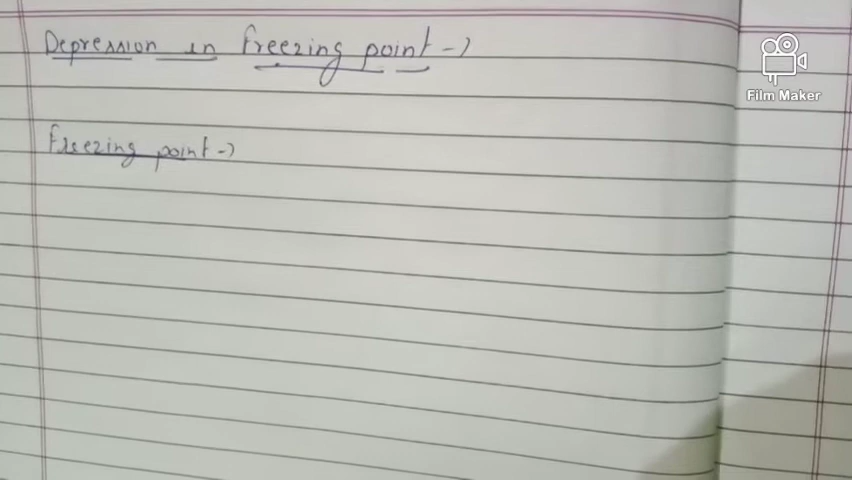 Depression in freezing point →
Film Maker
freezing point →